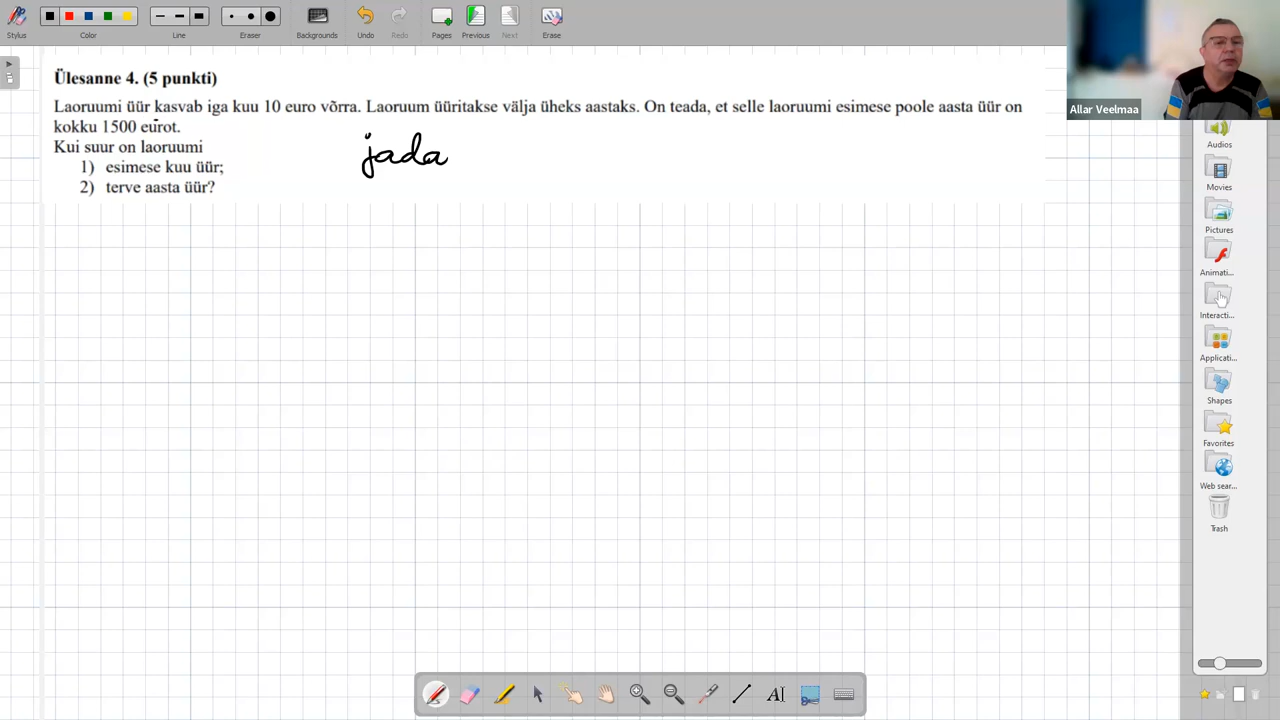 Color
Line
Eraser
Stylus
Backgrounds
Undo
Redo
Pages
Previous
Next
Erase
Ülesanne 4. (5 punkti)
Laoruumi üür kasvab iga kuu 10 euro võrra. Laoruum üüritakse välja üheks aastaks. On teada, et selle laoruumi esimese poole aasta üür on
kokku 1500 eurot.
Kui suur on laoruumi
1) esimese kuu üür;
2) terve aasta üür?
jada
Allar Veelmaa
Audios
Movies
Pictures
Animati...
Interacti...
Applicati...
Shapes
Favorites
Web sear...
Trash